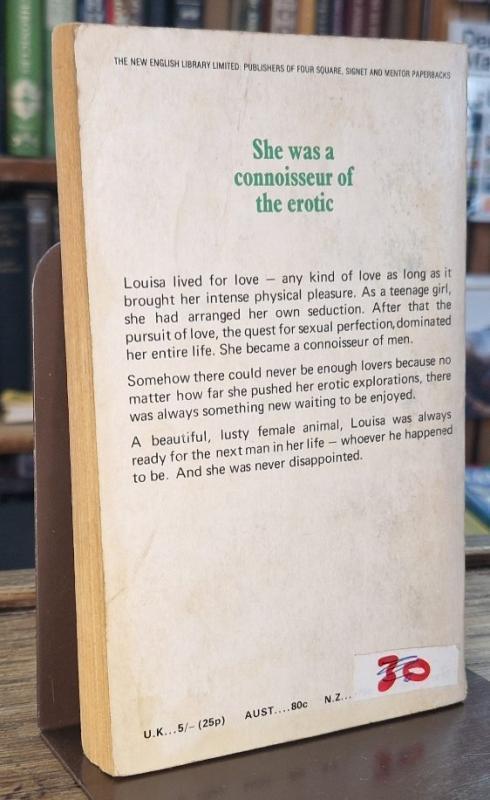 THE NEW ENGLISH LIBRARY LIMITED: PUBLISHERS OF FOUR SQUARE, SIGNET AND MENTOR PAPERBACKS
She was a
connoisseur of
the erotic
Louisa lived for love – any kind of love as long as it
brought her intense physical pleasure. As a teenage girl,
she had arranged her own seduction. After that the
pursuit of love, the quest for sexual perfection, dominated
her entire life. She became a connoisseur of men.
Somehow there could never be enough lovers because no
matter how far she pushed her erotic explorations, there
was always something new waiting to be enjoyed.
A beautiful, lusty female animal, Louisa was always
ready for the next man in her life – whoever he happened
to be. And she was never disappointed.
30
U.K...5/– (25p) AUST....80c N.Z...